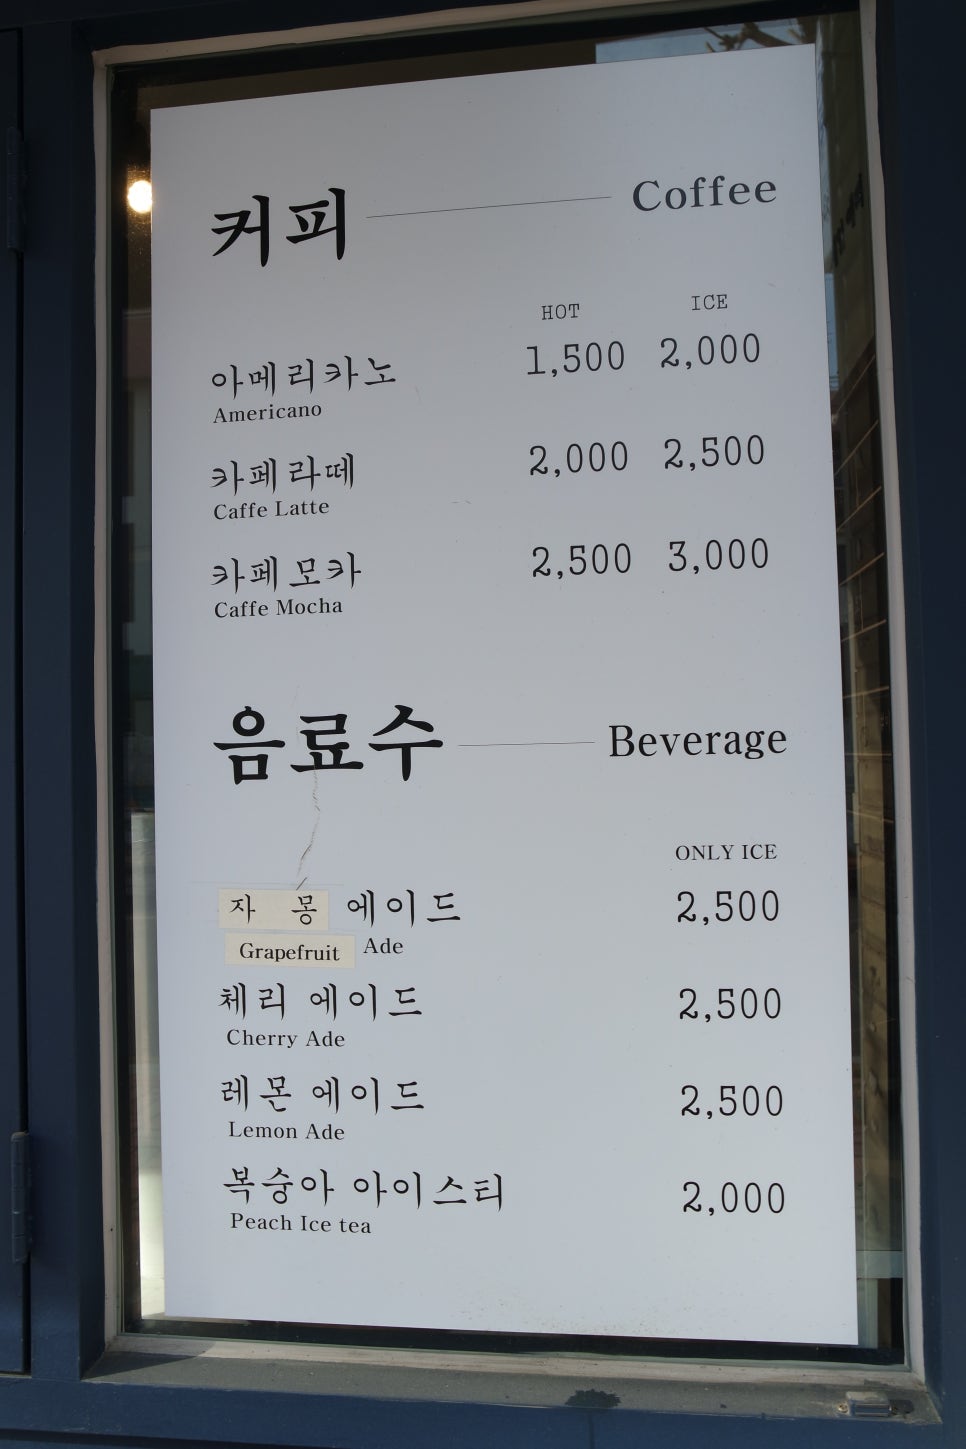 커피 Coffee
HOT ICE
아메리카노 1,500 2,000
Americano
카페라떼 2,000 2,500
Caffe Latte
카페모카 2,500 3,000
Caffe Mocha
음료수 Beverage
ONLY ICE
자 몽 에이드 2,500
Grapefruit Ade
체리 에이드 2,500
Cherry Ade
레몬 에이드 2,500
Lemon Ade
복숭아 아이스티 2,000
Peach Ice tea